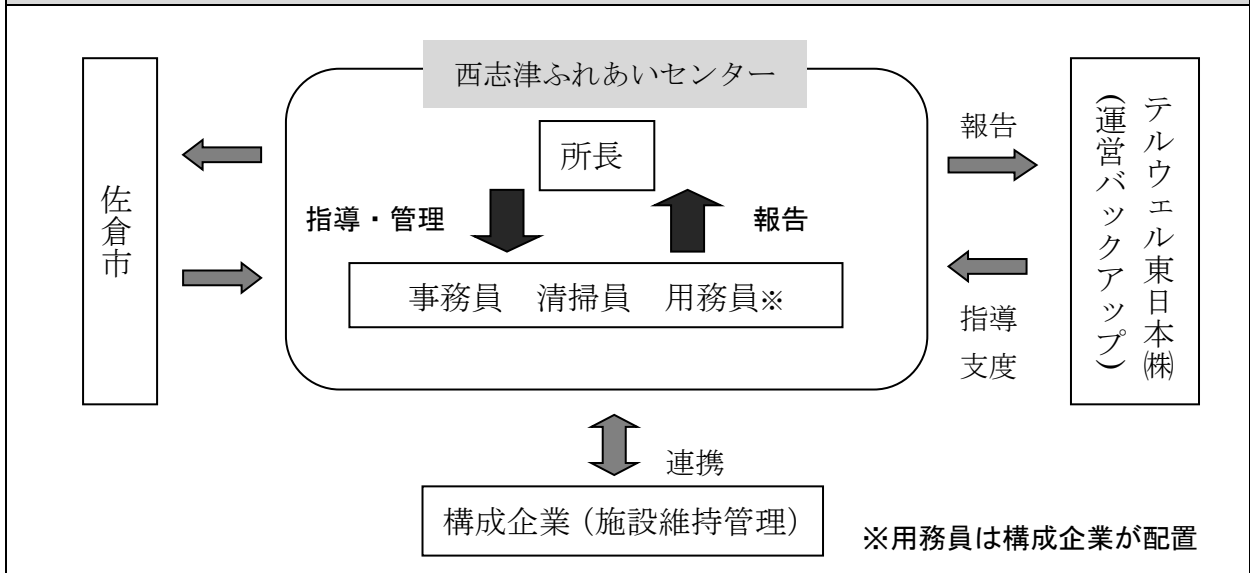 西志津ふれあいセンター
所長
指導・管理
報告
事務員 清掃員 用務員※
佐倉市
報告
指導
支度
テルウェル東日本㈱
(運営バックアップ)
連携
構成企業(施設維持管理)
※用務員は構成企業が配置